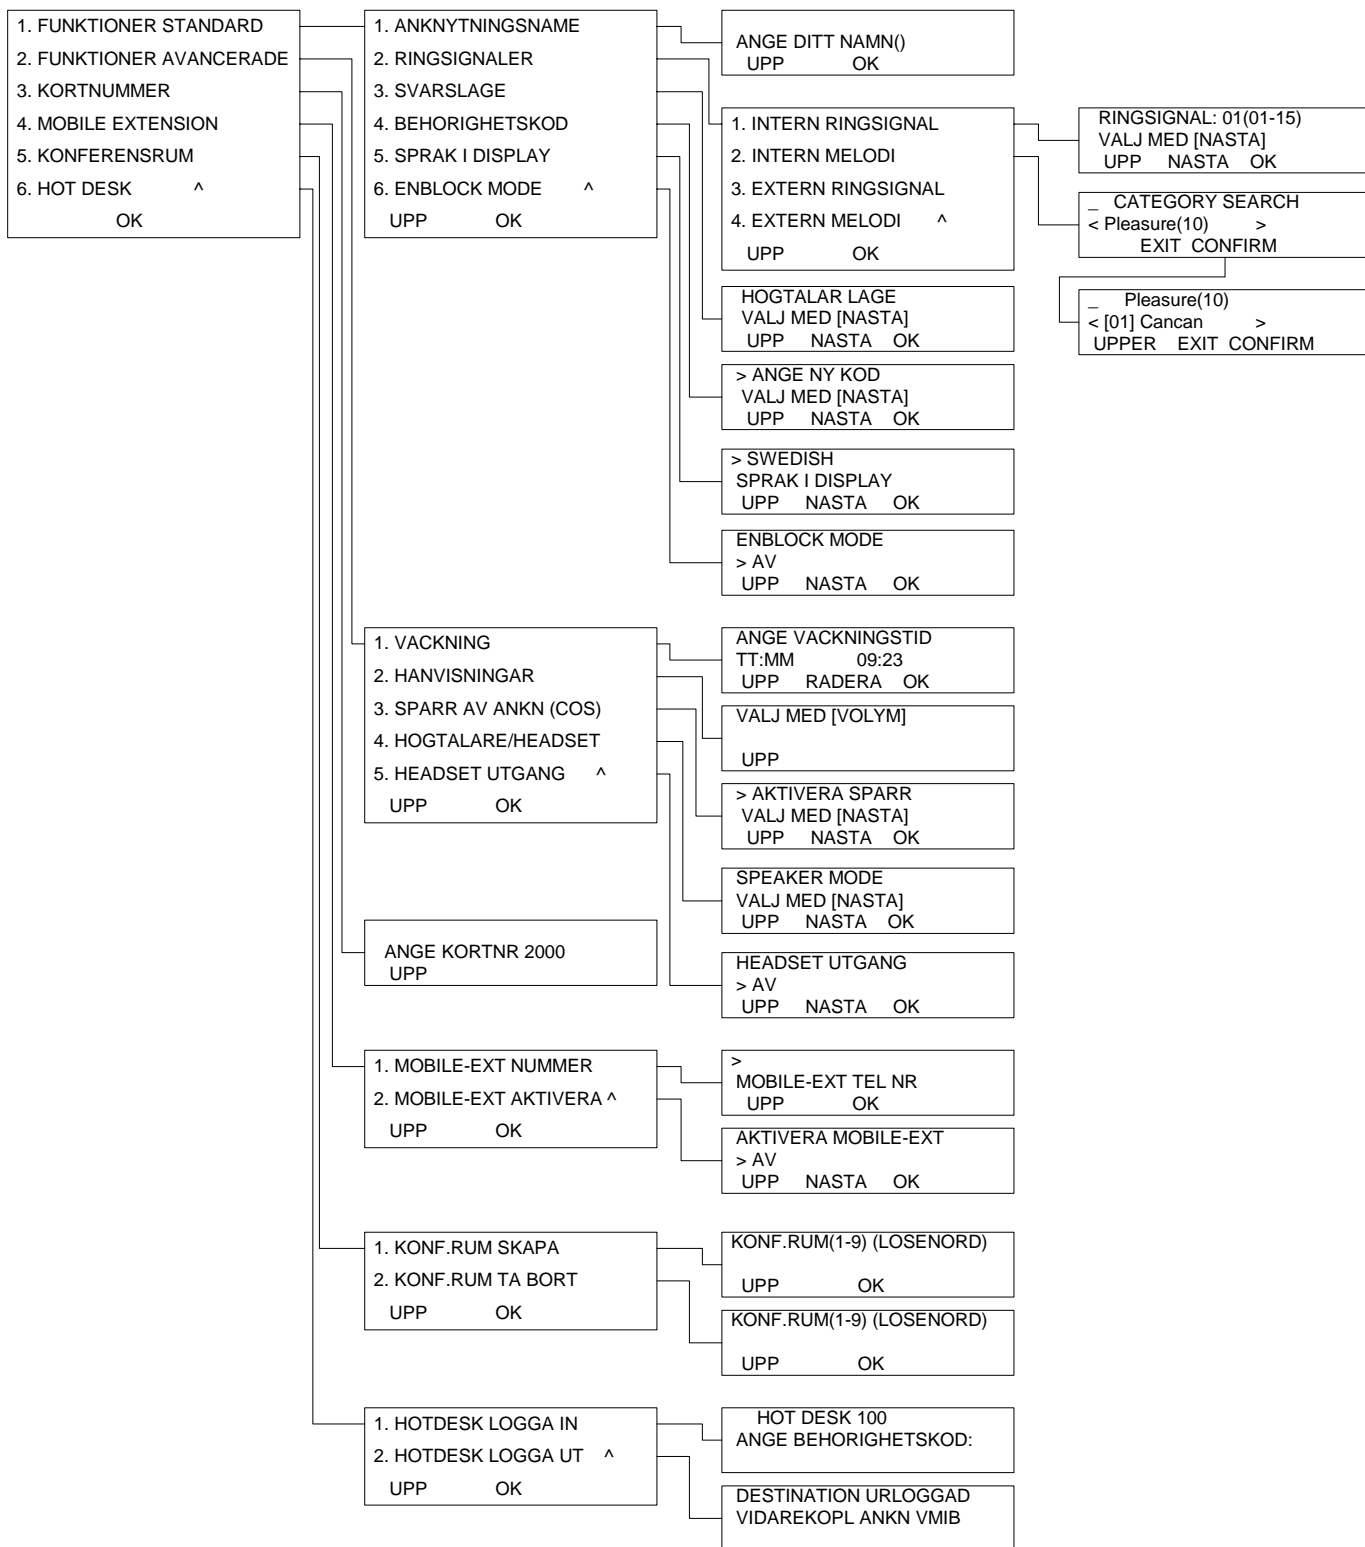 1. FUNKTIONER STANDARD
2. FUNKTIONER AVANCERADE
3. KORTNUMMER
4. MOBILE EXTENSION
5. KONFERENSRUM
6. HOT DESK ^
OK
1. ANKNYTNINGSNAME
2. RINGSIGNALER
3. SVARSLAGE
4. BEHORIGHETSKOD
5. SPRAK I DISPLAY
6. ENBLOCK MODE ^
UPP OK
ANGE DITT NAMN()
UPP OK
1. INTERN RINGSIGNAL
2. INTERN MELODI
3. EXTERN RINGSIGNAL
4. EXTERN MELODI ^
UPP OK
RINGSIGNAL: 01(01-15)
VALJ MED [NASTA]
UPP NASTA OK
_ CATEGORY SEARCH
< Pleasure(10) >
EXIT CONFIRM
_ Pleasure(10)
< [01] Cancan >
UPPER EXIT CONFIRM
HOGTALAR LAGE
VALJ MED [NASTA]
UPP NASTA OK
> ANGE NY KOD
VALJ MED [NASTA]
UPP NASTA OK
> SWEDISH
SPRAK I DISPLAY
UPP NASTA OK
ENBLOCK MODE
> AV
UPP NASTA OK
1. VACKNING
2. HANVISNINGAR
3. SPARR AV ANKN (COS)
4. HOGTALARE/HEADSET
5. HEADSET UTGANG ^
UPP OK
ANGE VACKNINGSTID
TT:MM 09:23
UPP RADERA OK
VALJ MED [VOLYM]
UPP
> AKTIVERA SPARR
VALJ MED [NASTA]
UPP NASTA OK
SPEAKER MODE
VALJ MED [NASTA]
UPP NASTA OK
HEADSET UTGANG
> AV
UPP NASTA OK
ANGE KORTNR 2000
UPP
1. MOBILE-EXT NUMMER
2. MOBILE-EXT AKTIVERA ^
UPP OK
>
MOBILE-EXT TEL NR
UPP OK
AKTIVERA MOBILE-EXT
> AV
UPP NASTA OK
1. KONF.RUM SKAPA
2. KONF.RUM TA BORT
UPP OK
KONF.RUM(1-9) (LOSENORD)
UPP OK
KONF.RUM(1-9) (LOSENORD)
UPP OK
1. HOTDESK LOGGA IN
2. HOTDESK LOGGA UT ^
UPP OK
HOT DESK 100
ANGE BEHORIGHETSKOD:
DESTINATION URLOGGAD
VIDAREKOPL ANKN VMIB